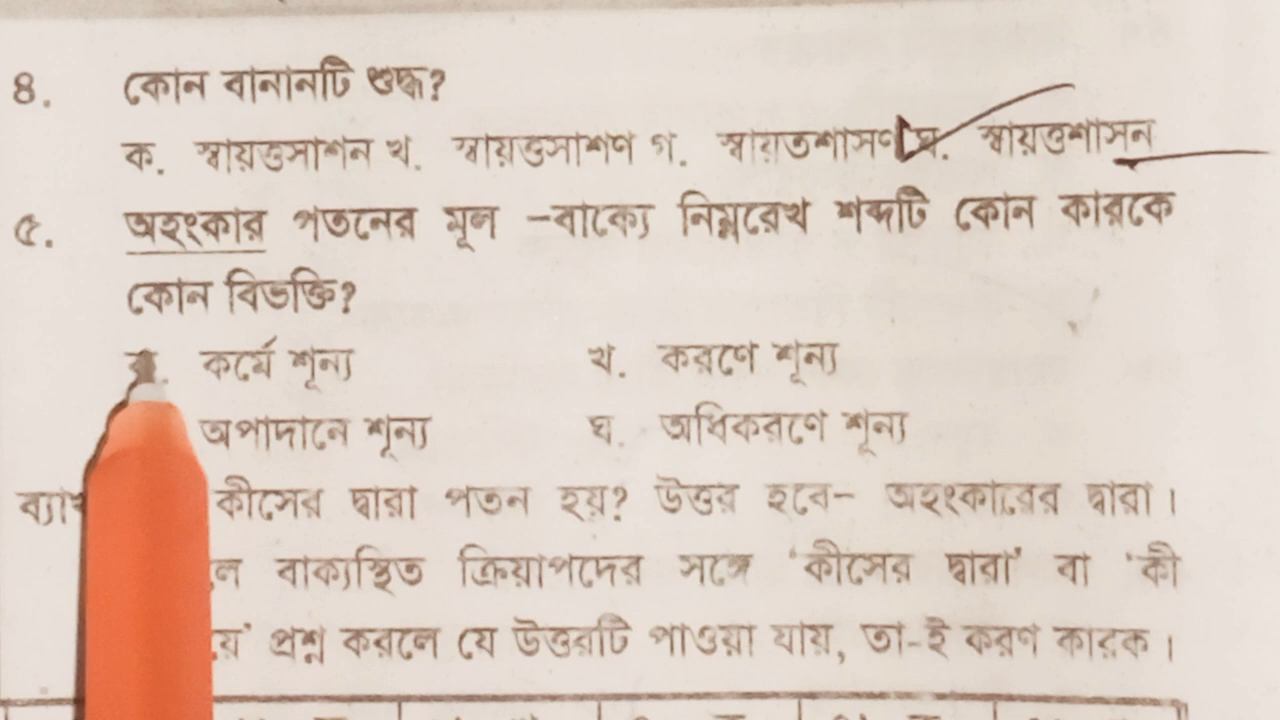 ৪. কোন বানানটি শুদ্ধ?
ক. স্বায়ত্তসাশন খ. স্বায়ত্তসাশণ গ. স্বায়তশাসণ ঘ. স্বায়ত্তশাসন
৫. অহংকার পতনের মূল –বাক্যে নিম্নরেখ শব্দটি কোন কারকে
কোন বিভক্তি?
কর্মে শূন্য খ. করণে শূন্য
অপাদানে শূন্য ঘ. অধিকরণে শূন্য
কীসের দ্বারা পতন হয়? উত্তর হবে– অহংকারের দ্বারা।
বাক্যস্থিত ক্রিয়াপদের সঙ্গে ‘কীসের দ্বারা’ বা ‘কী
প্রশ্ন করলে যে উত্তরটি পাওয়া যায়, তা-ই করণ কারক।